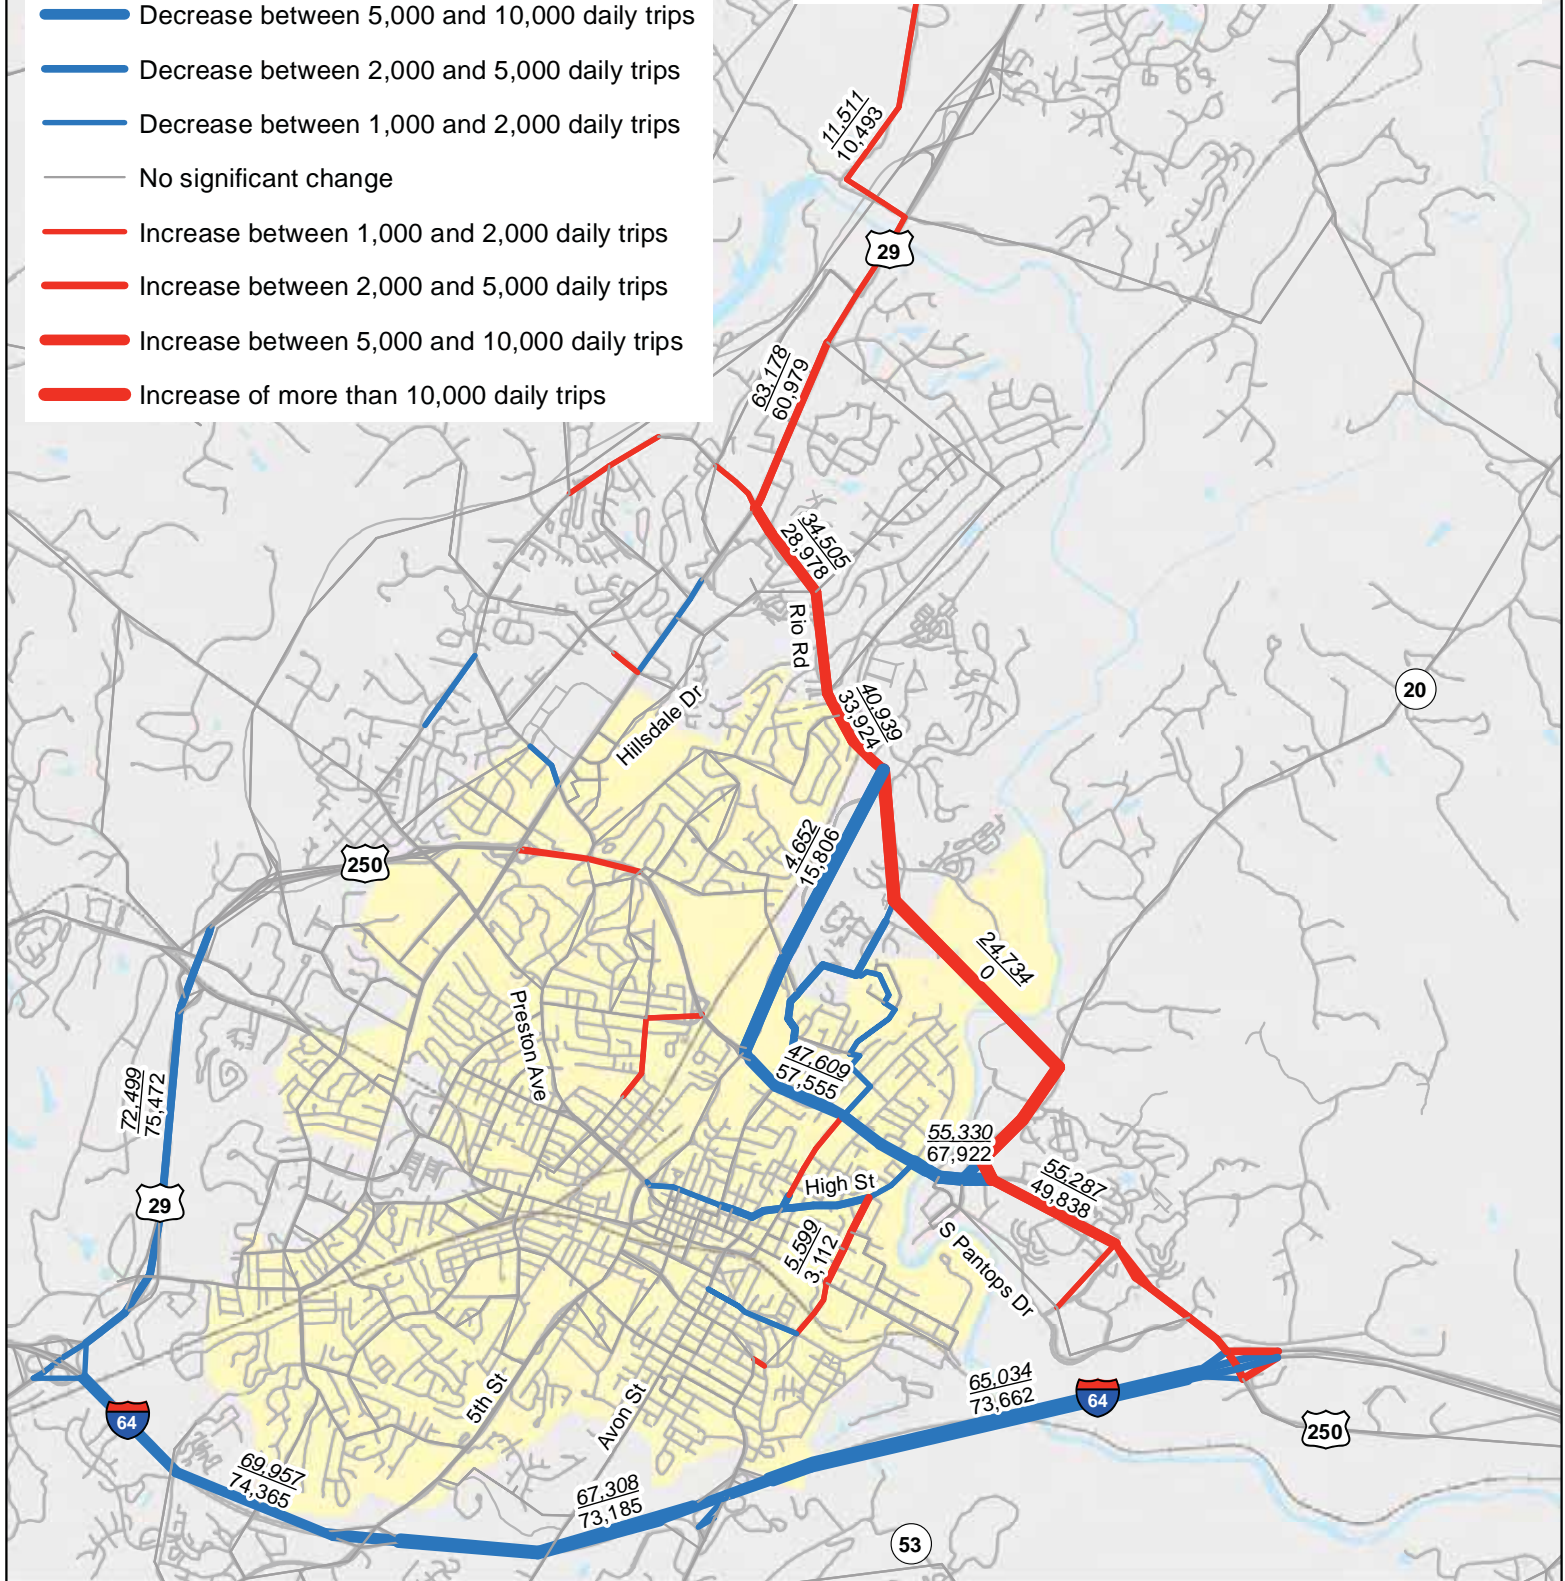 Decrease between 5,000 and 10,000 daily trips
Decrease between 2,000 and 5,000 daily trips
Decrease between 1,000 and 2,000 daily trips
No significant change
Increase between 1,000 and 2,000 daily trips
Increase between 2,000 and 5,000 daily trips
Increase between 5,000 and 10,000 daily trips
Increase of more than 10,000 daily trips
11,511
10,493
29
63,178
60,979
34,505
28,978
Rio Rd
40,939
33,924
20
Hillsdale Dr
4,652
15,806
250
24,734
0
Preston Ave
47,609
57,555
72,499
75,472
55,330
67,922
55,287
49,838
High St
29
5,599
3,112
S Pantops Dr
65,034
73,662
64
5th St
Avon St
64
250
69,957
74,365
67,308
73,185
53